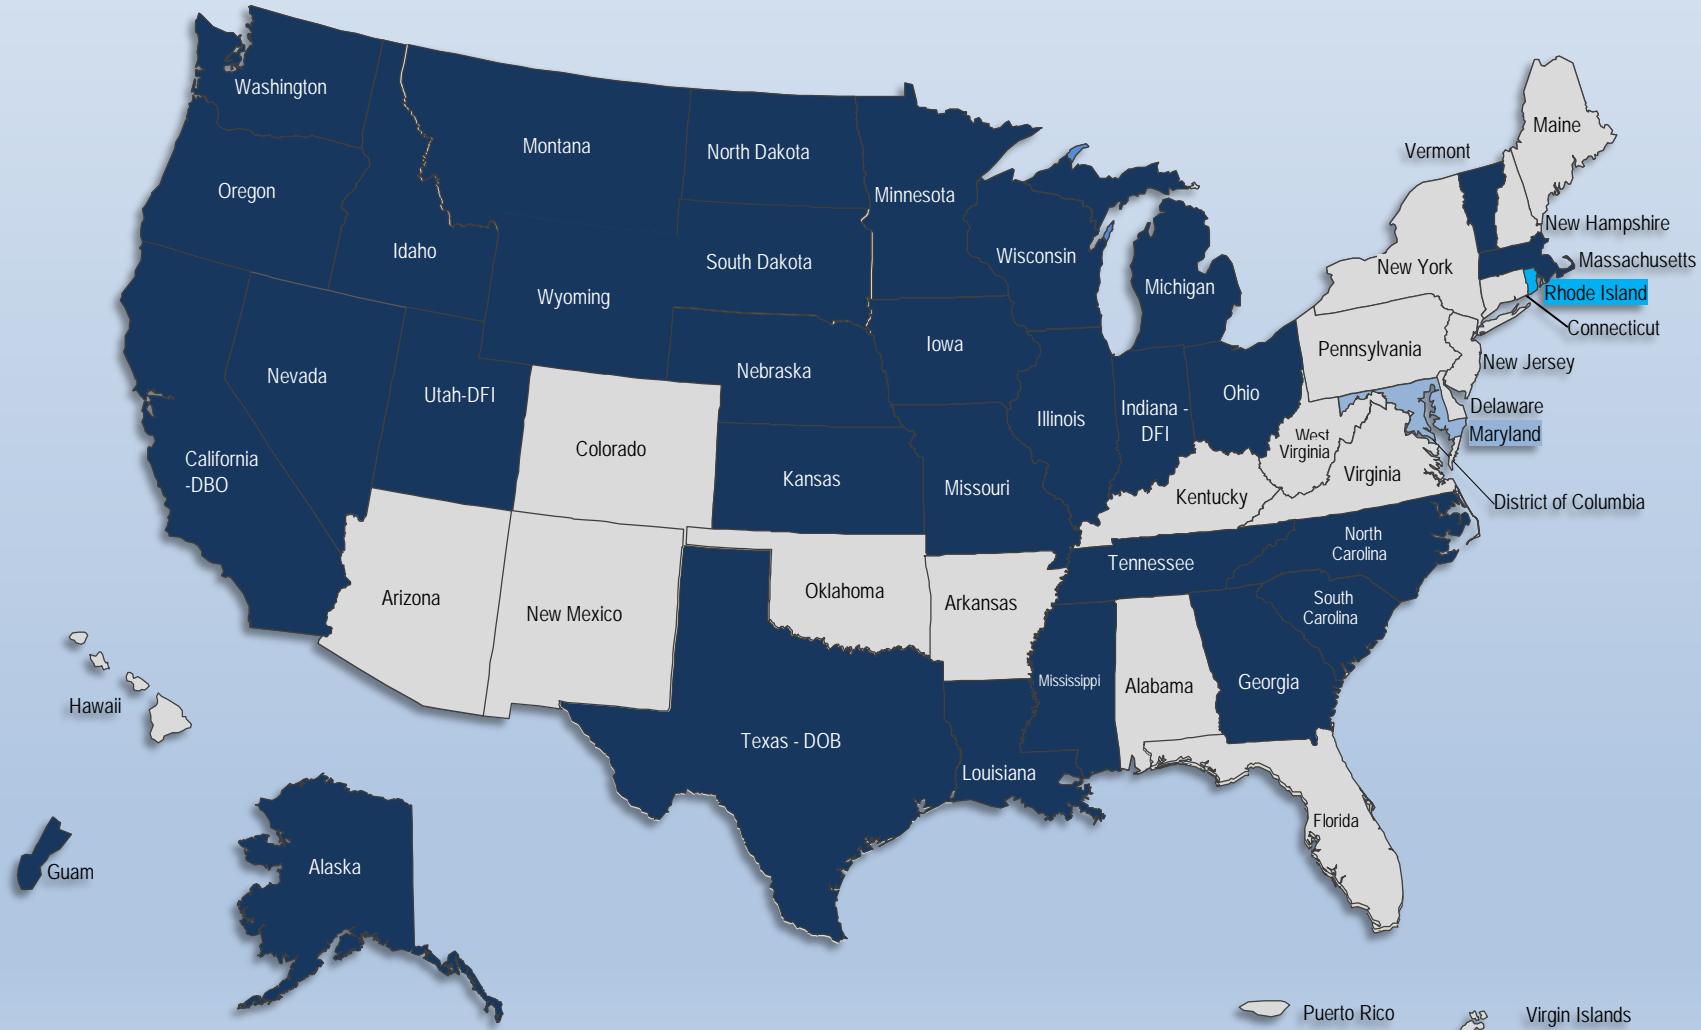 Washington
Montana
North Dakota
Minnesota
Maine
Vermont
Oregon
Idaho
Wyoming
South Dakota
Wisconsin
Michigan
New York
New Hampshire
Massachusetts
Rhode Island
Connecticut
Nevada
Utah-DFI
Nebraska
Iowa
Pennsylvania
New Jersey
Colorado
California
-DBO
Kansas
Missouri
Illinois
Indiana -
DFI
Ohio
West
Virginia
Virginia
Delaware
Maryland
District of Columbia
Kentucky
Arizona
New Mexico
Oklahoma
Arkansas
Tennessee
North
Carolina
South
Carolina
Hawaii
Texas - DOB
Louisiana
Mississippi
Alabama
Georgia
Florida
Guam
Alaska
Puerto Rico
Virgin Islands